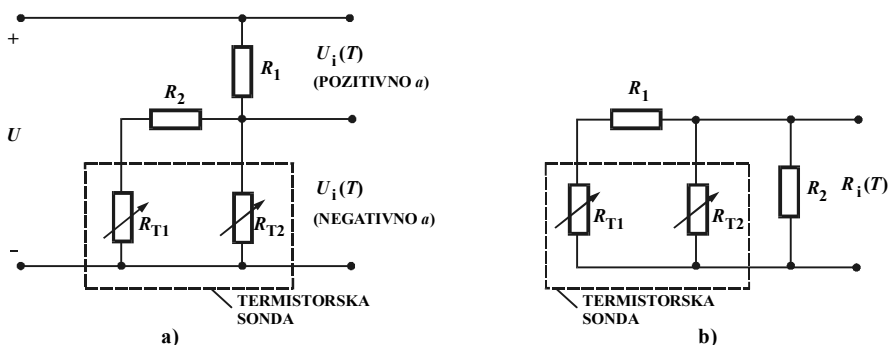 +
U
−
R1
R2
Ui(T)
(POZITIVNO a)
Ui(T)
(NEGATIVNO a)
RT1
RT2
TERMISTORSKA
SONDA
a)
R1
R2
Ri(T)
RT1
RT2
TERMISTORSKA
SONDA
b)